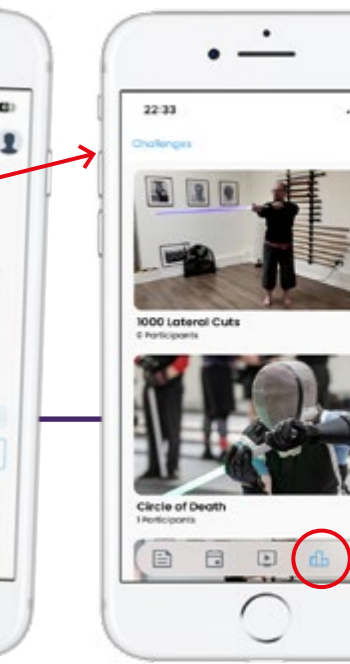 22:33
Challenges
1000 Lateral Cuts
0 Participants
Circle of Death
1 Participants